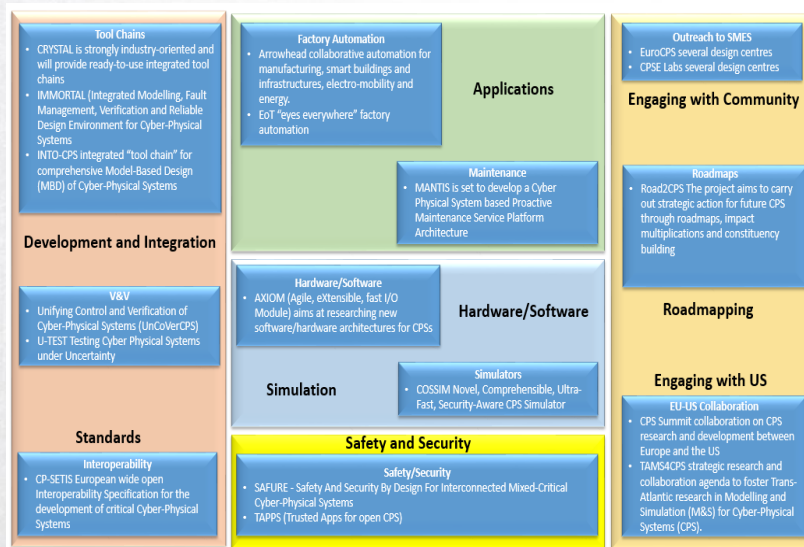 Tool Chains
• CRYSTAL is strongly industry-oriented and
will provide ready-to-use integrated tool
chains
• IMMORTAL (Integrated Modelling, Fault
Management, Verification and Reliable
Design Environment for Cyber-Physical
Systems
• INTO-CPS integrated “tool chain” for
comprehensive Model-Based Design
(MBD) of Cyber-Physical Systems
Development and Integration
V&V
• Unifying Control and Verification of
Cyber-Physical Systems (UnCoVerCPS)
• U-TEST Testing Cyber Physical Systems
under Uncertainty
Standards
Interoperability
• CP-SETIS European wide open
Interoperability Specification for the
development of critical Cyber-Physical
Systems
Factory Automation
• Arrowhead collaborative automation for
manufacturing, smart buildings and
infrastructures, electro-mobility and
energy.
• EoT “eyes everywhere” factory
automation
Applications
Maintenance
• MANTIS is set to develop a Cyber
Physical System based Proactive
Maintenance Service Platform
Architecture
Hardware/Software
• AXIOM (Agile, eXtensible, fast I/O
Module) aims at researching new
software/hardware architectures for CPSs
Hardware/Software
Simulation
Simulators
• COSSIM Novel, Comprehensible, Ultra-
Fast, Security-Aware CPS Simulator
Safety and Security
Safety/Security
• SAFURE - Safety And Security By Design For Interconnected Mixed-Critical
Cyber-Physical Systems
• TAPPS (Trusted Apps for open CPS)
Outreach to SMES
• EuroCPS several design centres
• CPSE Labs several design centres
Engaging with Community
Roadmaps
• Road2CPS The project aims to carry
out strategic action for future CPS
through roadmaps, impact
multiplications and constituency
building
Roadmapping
Engaging with US
EU-US Collaboration
• CPS Summit collaboration on CPS
research and development between
Europe and the US
• TAMS4CPS strategic research and
collaboration agenda to foster Trans-
Atlantic research in Modelling and
Simulation (M&S) for Cyber-Physical
Systems (CPS).